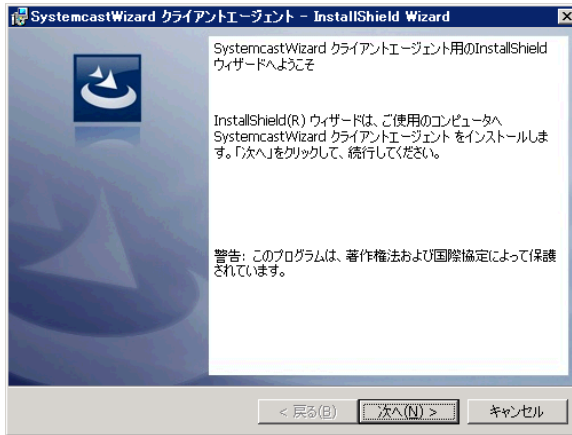 SystemcastWizard クライアントエージェント - InstallShield Wizard
SystemcastWizard クライアントエージェント用のInstallShield
ウィザードへようこそ
InstallShield(R) ウィザードは、ご使用のコンピュータへ
SystemcastWizard クライアントエージェント をインストールしま
す。「次へ」をクリックして、続行してください。
警告: このプログラムは、著作権法および国際協定によって保護
されています。
< 戻る(B)
次へ(N) >
キャンセル